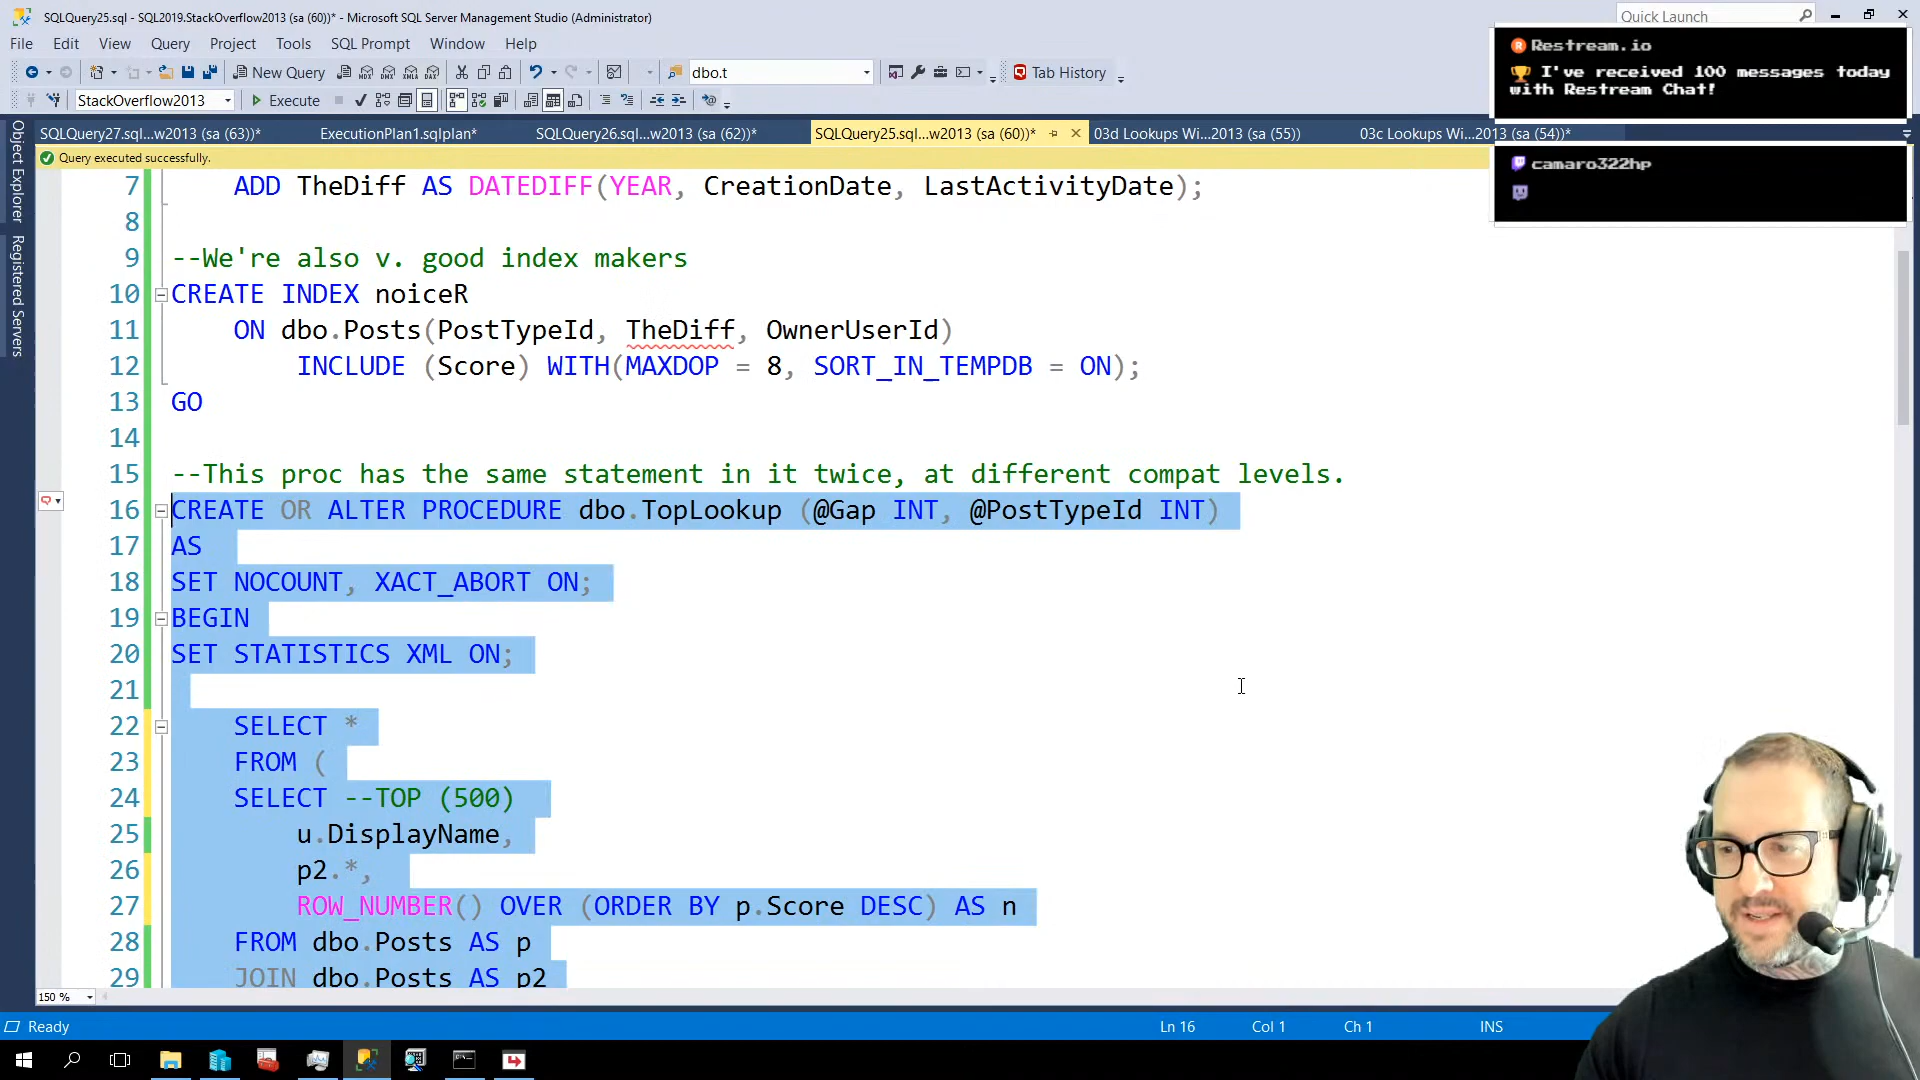 SQLQuery25.sql - SQL2019.StackOverflow2013 (sa (60))* - Microsoft SQL Server Management Studio (Administrator)
Quick Launch
File Edit View Query Project Tools SQL Prompt Window Help
New Query dbo.t Tab History
StackOverflow2013 Execute
SQLQuery27.sql...w2013 (sa (63))* ExecutionPlan1.sqlplan* SQLQuery26.sql...w2013 (sa (62))* SQLQuery25.sql...w2013 (sa (60))* 03d Lookups Wi...2013 (sa (55)) 03c Lookups Wi...2013 (sa (54))*
Query executed successfully.
Object Explorer
Registered Servers
7 ADD TheDiff AS DATEDIFF(YEAR, CreationDate, LastActivityDate);
8
9 --We're also v. good index makers
10 CREATE INDEX noiceR
11 ON dbo.Posts(PostTypeId, TheDiff, OwnerUserId)
12 INCLUDE (Score) WITH(MAXDOP = 8, SORT_IN_TEMPDB = ON);
13 GO
14
15 --This proc has the same statement in it twice, at different compat levels.
16 CREATE OR ALTER PROCEDURE dbo.TopLookup (@Gap INT, @PostTypeId INT)
17 AS
18 SET NOCOUNT, XACT_ABORT ON;
19 BEGIN
20 SET STATISTICS XML ON;
21
22 SELECT *
23 FROM (
24 SELECT --TOP (500)
25 u.DisplayName,
26 p2.*,
27 ROW_NUMBER() OVER (ORDER BY p.Score DESC) AS n
28 FROM dbo.Posts AS p
29 JOIN dbo.Posts AS p2
150 %
Ready Ln 16 Col 1 Ch 1 INS
Restream.io
I've received 100 messages today
with Restream Chat!
camaro322hp